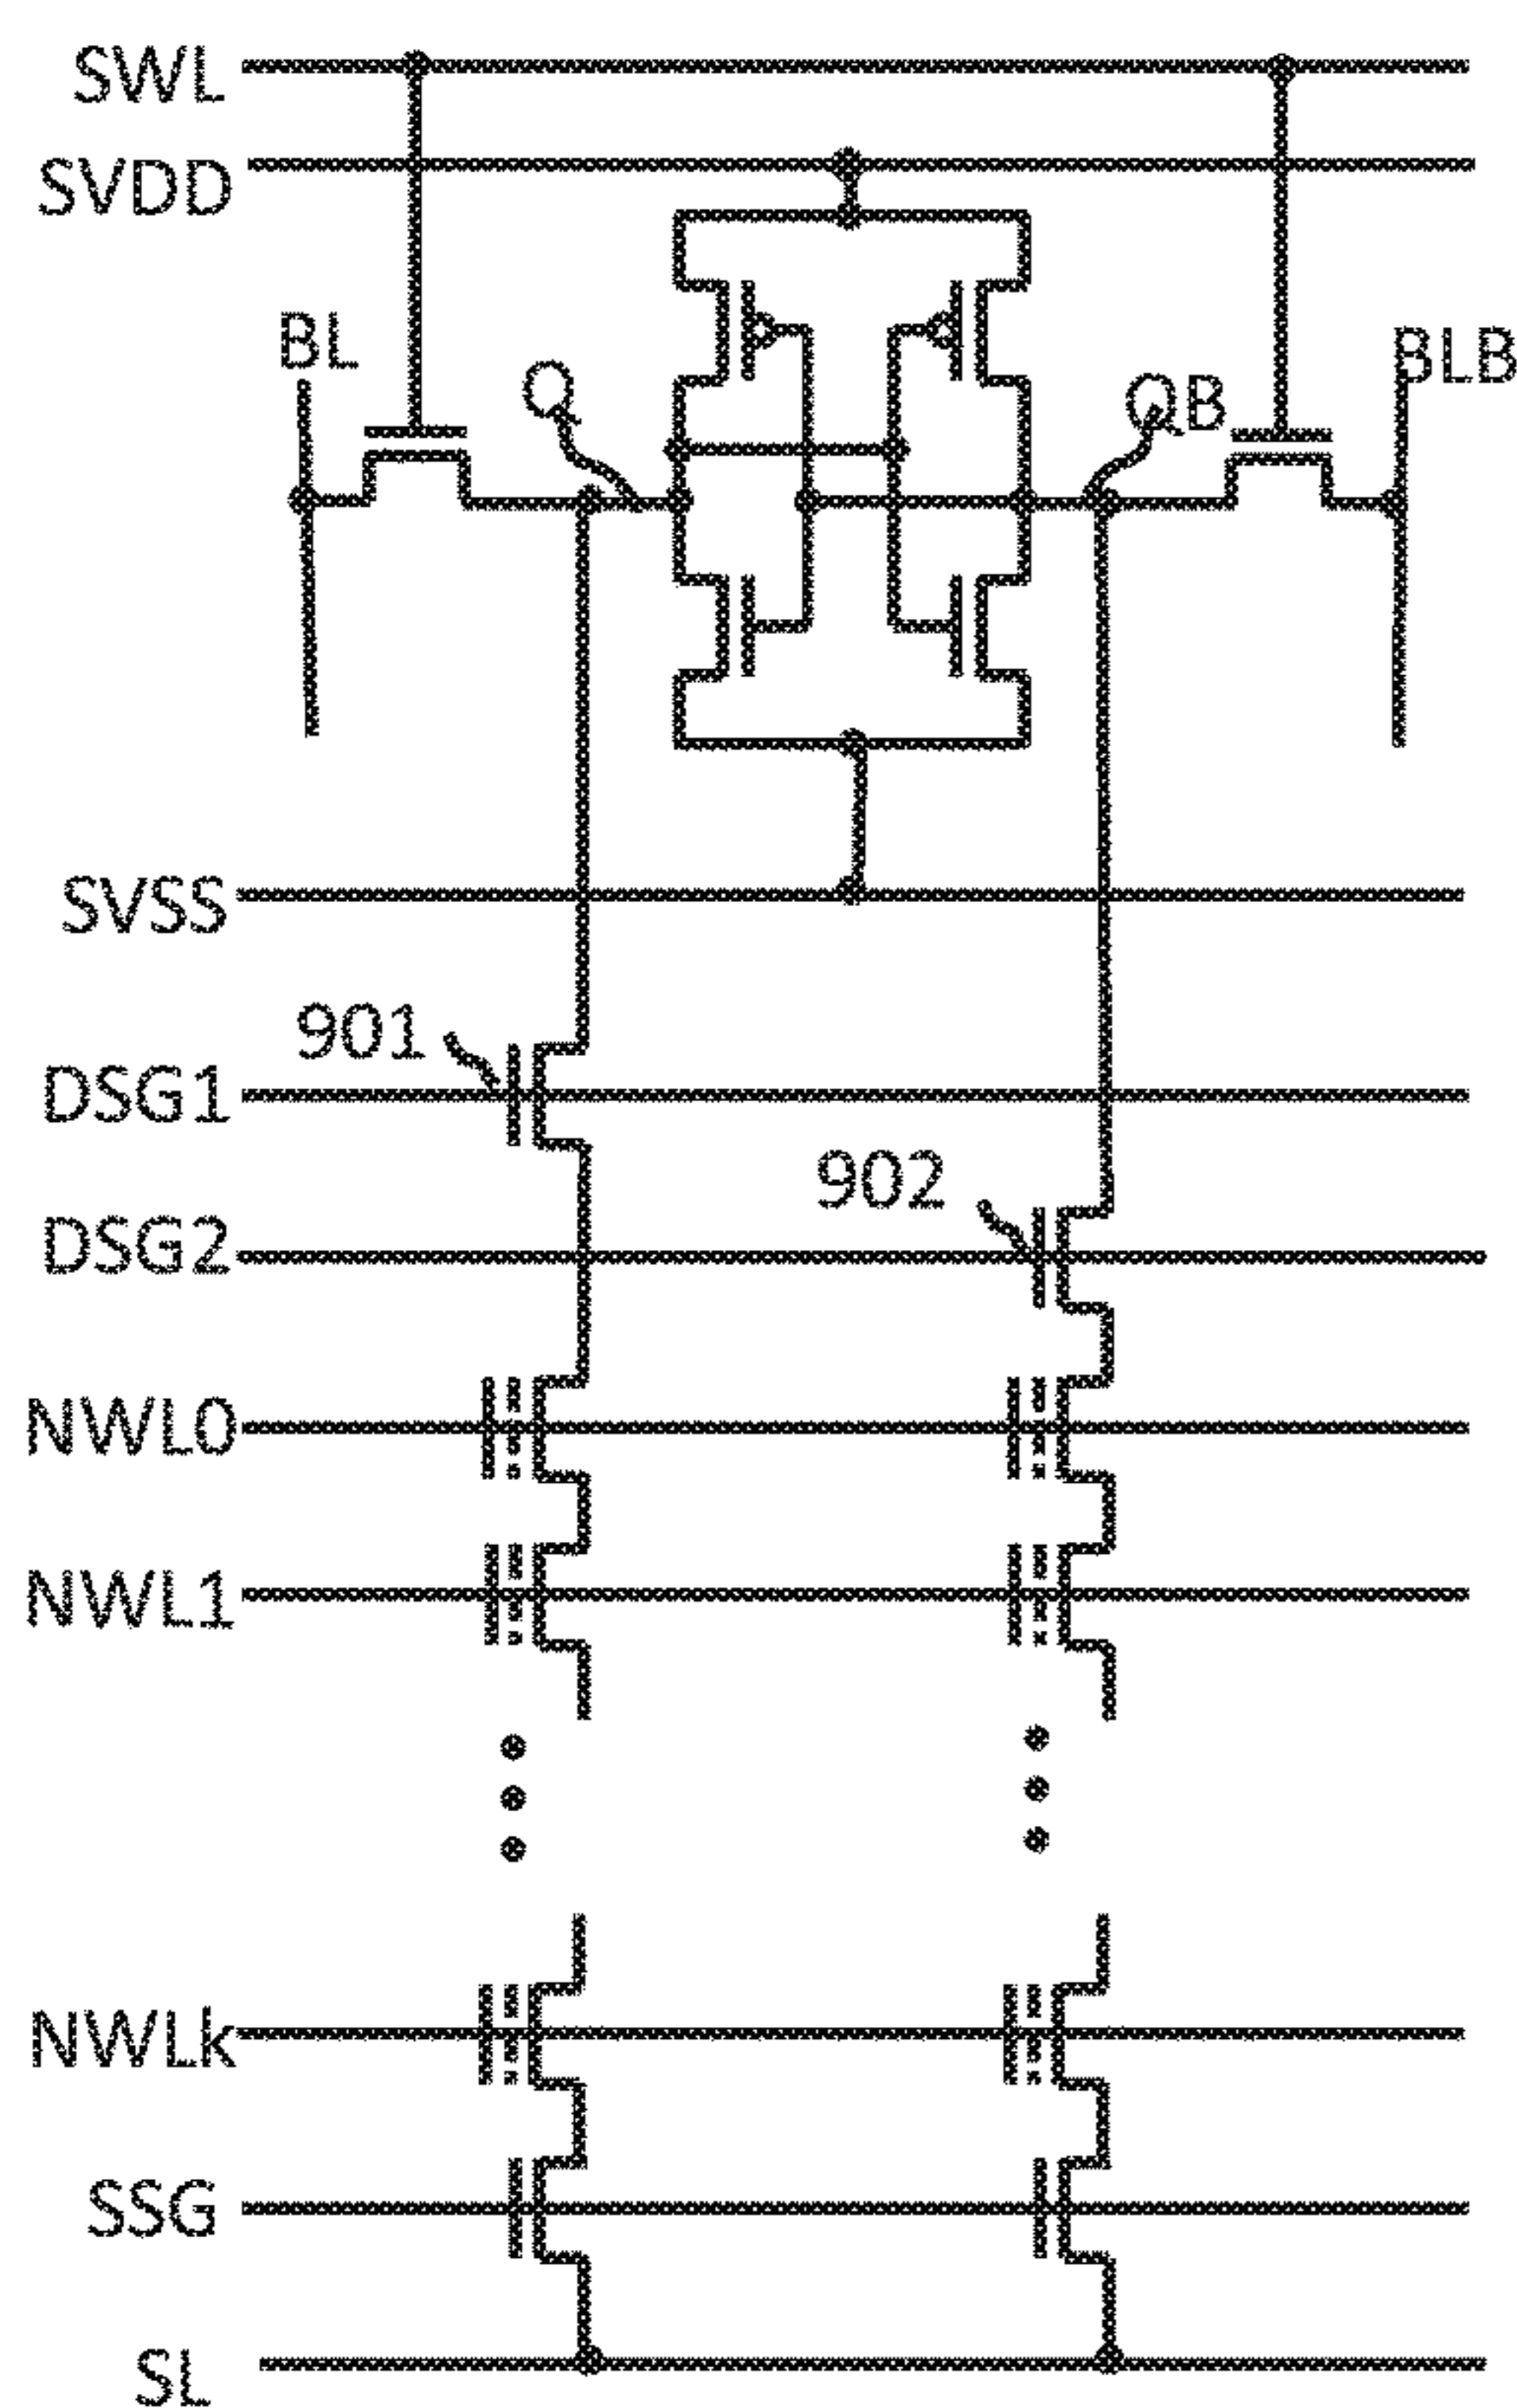 SWL
SVDD
BL
BLB
Q
QB
SVSS
901
DSG1
902
DSG2
NWL0
NWL1
NWLk
SSG
SL